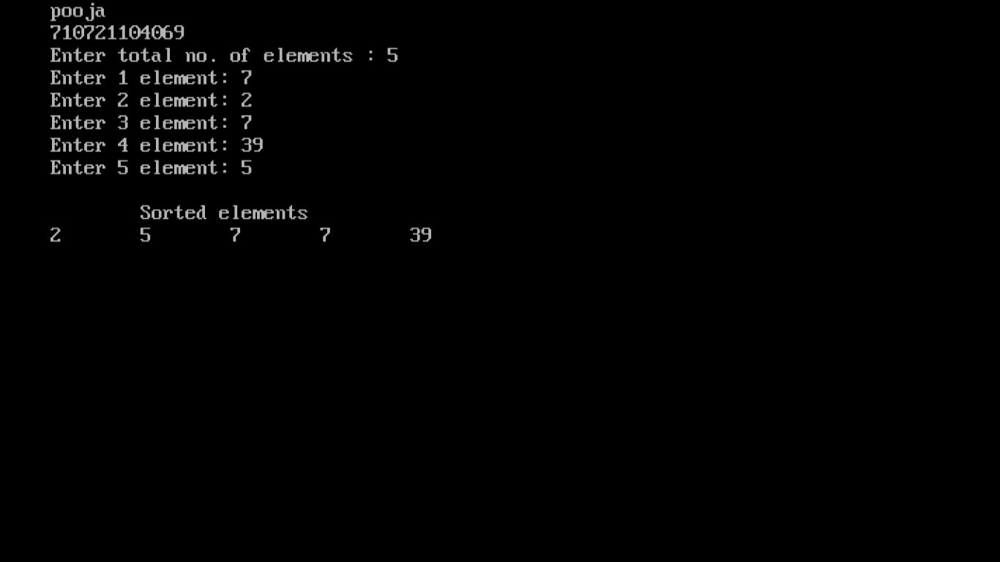 pooja
710721104069
Enter total no. of elements : 5
Enter 1 element: 7
Enter 2 element: 2
Enter 3 element: 7
Enter 4 element: 39
Enter 5 element: 5
Sorted elements
2 5 7 7 39